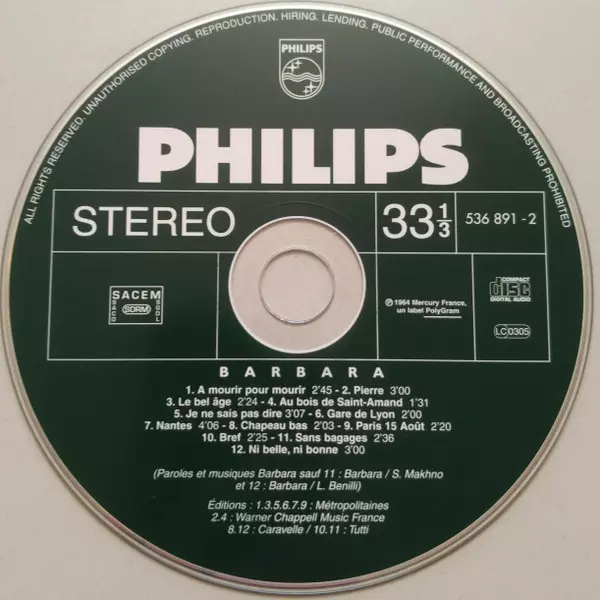 ALL RIGHTS RESERVED. UNAUTHORISED COPYING. REPRODUCTION. HIRING. LENDING. PUBLIC PERFORMANCE AND BROADCASTING PROHIBITED
PHILIPS
PHILIPS
STEREO
33 1/3
536 891 - 2
SACEM
SACD
SDRM
SGDL
℗ 1964 Mercury France,
un label PolyGram
COMPACT
disc
DIGITAL AUDIO
LC 0305
BARBARA
1. A mourir pour mourir 2'45 - 2. Pierre 3'00
3. Le bel âge 2'24 - 4. Au bois de Saint-Amand 1'31
5. Je ne sais pas dire 3'07 - 6. Gare de Lyon 2'00
7. Nantes 4'06 - 8. Chapeau bas 2'03 - 9. Paris 15 Août 2'20
10. Bref 2'25 - 11. Sans bagages 2'36
12. Ni belle, ni bonne 3'00
(Paroles et musiques Barbara sauf 11 : Barbara / S. Makhno
et 12 : Barbara / L. Benilli)
Éditions : 1.3.5.6.7.9 : Métropolitaines
2.4 : Warner Chappell Music France
8.12 : Caravelle / 10.11 : Tutti